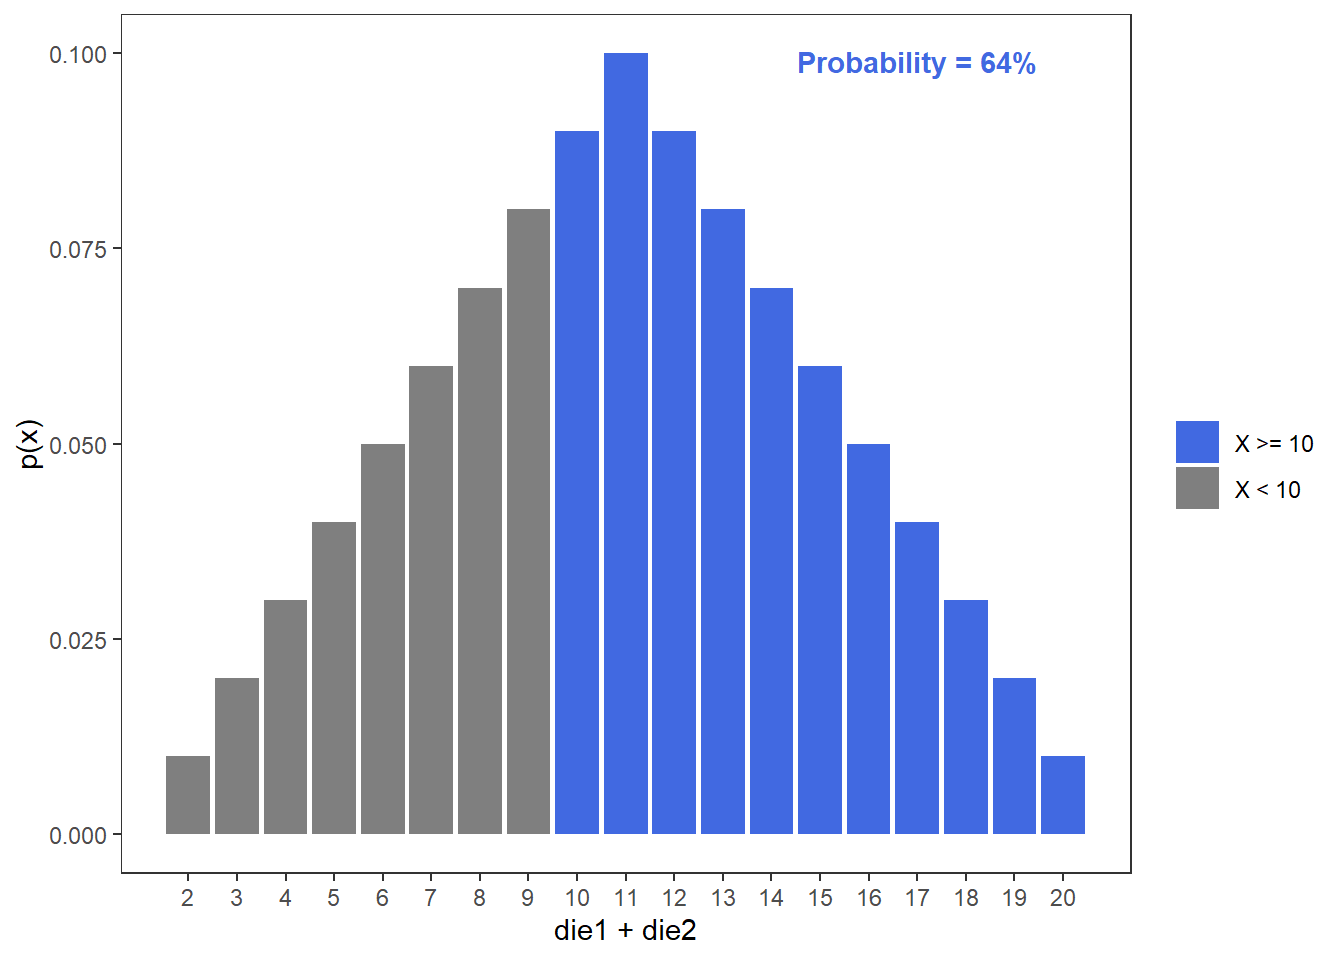 Probability = 64%
0.100
0.075
0.050
0.025
0.000
p(x)
2 3 4 5 6 7 8 9 10 11 12 13 14 15 16 17 18 19 20
die1 + die2
X >= 10
X < 10